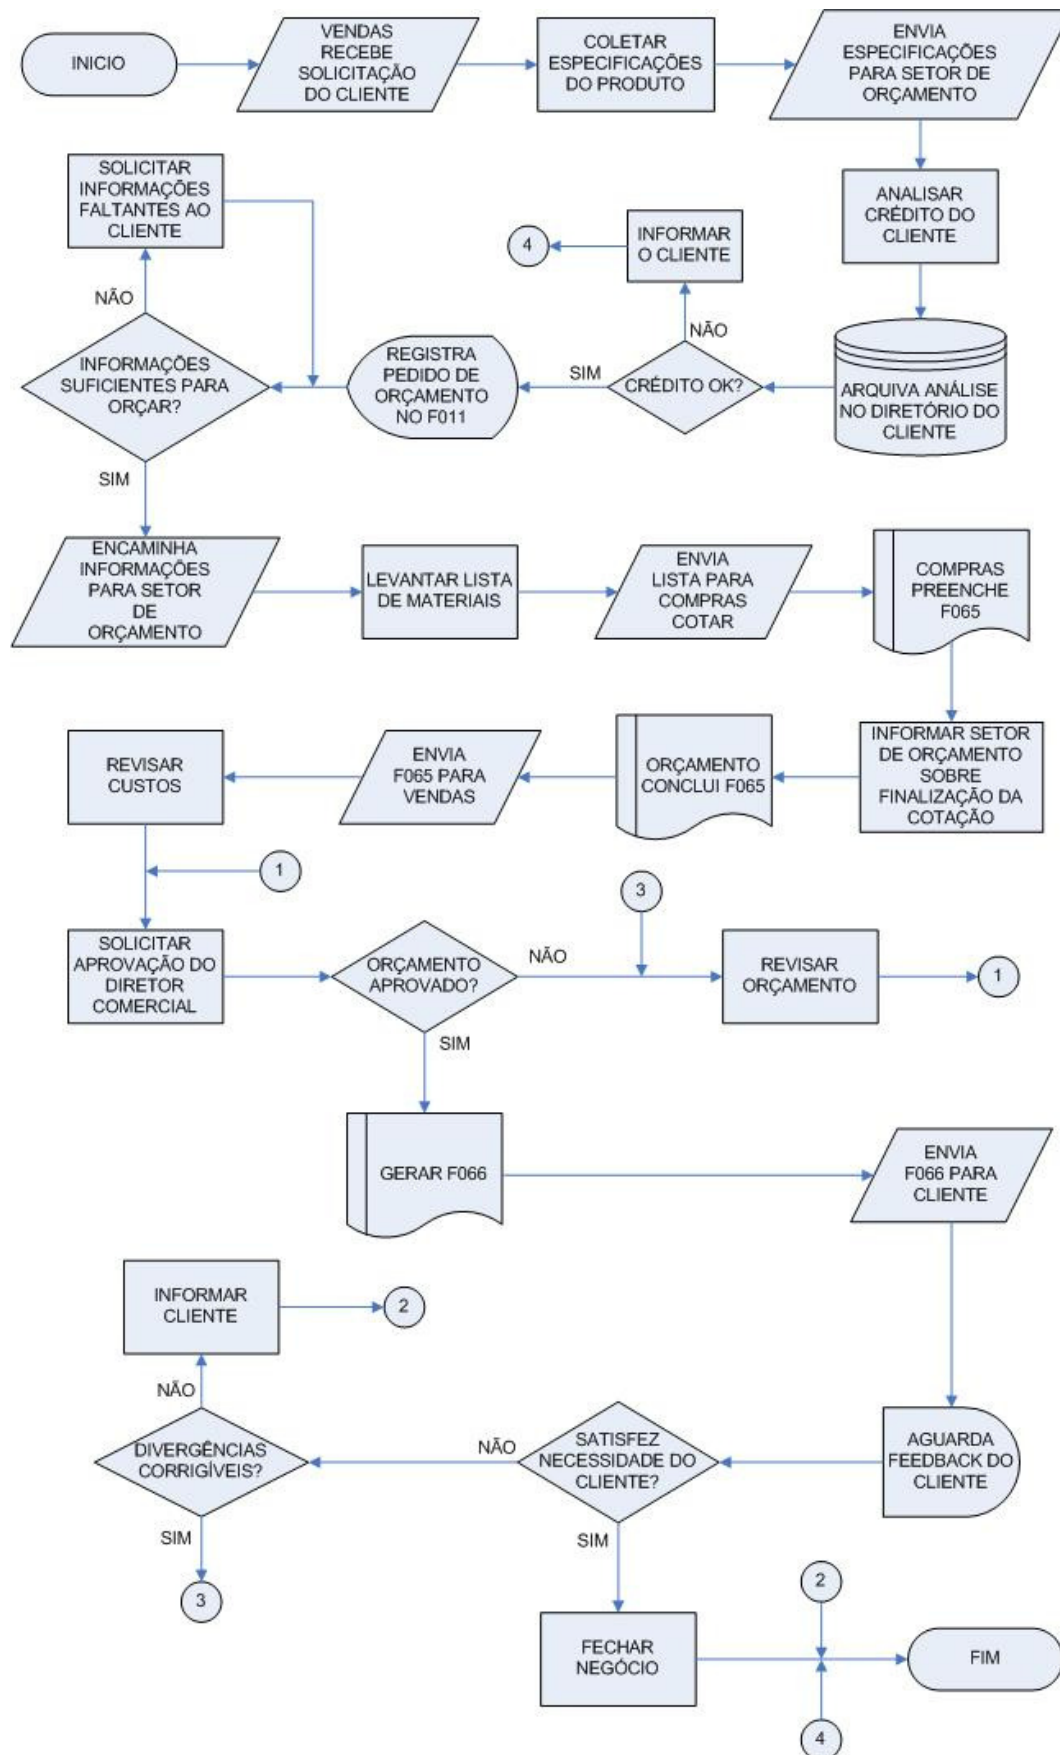 INICIO
VENDAS
RECEBE
SOLICITAÇÃO
DO CLIENTE
COLETAR
ESPECIFICAÇÕES
DO PRODUTO
ENVIA
ESPECIFICAÇÕES
PARA SETOR DE
ORÇAMENTO
ANALISAR
CRÉDITO DO
CLIENTE
ARQUIVA ANÁLISE
NO DIRETÓRIO DO
CLIENTE
CRÉDITO OK?
NÃO
INFORMAR
O CLIENTE
4
SIM
REGISTRA
PEDIDO DE
ORÇAMENTO
NO F011
INFORMAÇÕES
SUFICIENTES PARA
ORÇAR?
NÃO
SOLICITAR
INFORMAÇÕES
FALTANTES AO
CLIENTE
SIM
ENCAMINHA
INFORMAÇÕES
PARA SETOR
DE
ORÇAMENTO
LEVANTAR LISTA
DE MATERIAIS
ENVIA
LISTA PARA
COMPRAS
COTAR
COMPRAS
PREENCHE
F065
INFORMAR SETOR
DE ORÇAMENTO
SOBRE
FINALIZAÇÃO DA
COTAÇÃO
ORÇAMENTO
CONCLUI F065
ENVIA
F065 PARA
VENDAS
REVISAR
CUSTOS
1
SOLICITAR
APROVAÇÃO DO
DIRETOR
COMERCIAL
ORÇAMENTO
APROVADO?
NÃO
3
REVISAR
ORÇAMENTO
1
SIM
GERAR F066
ENVIA
F066 PARA
CLIENTE
AGUARDA
FEEDBACK DO
CLIENTE
SATISFEZ
NECESSIDADE DO
CLIENTE?
NÃO
DIVERGÊNCIAS
CORRIGÍVEIS?
NÃO
INFORMAR
CLIENTE
2
SIM
3
SIM
FECHAR
NEGÓCIO
2
4
FIM